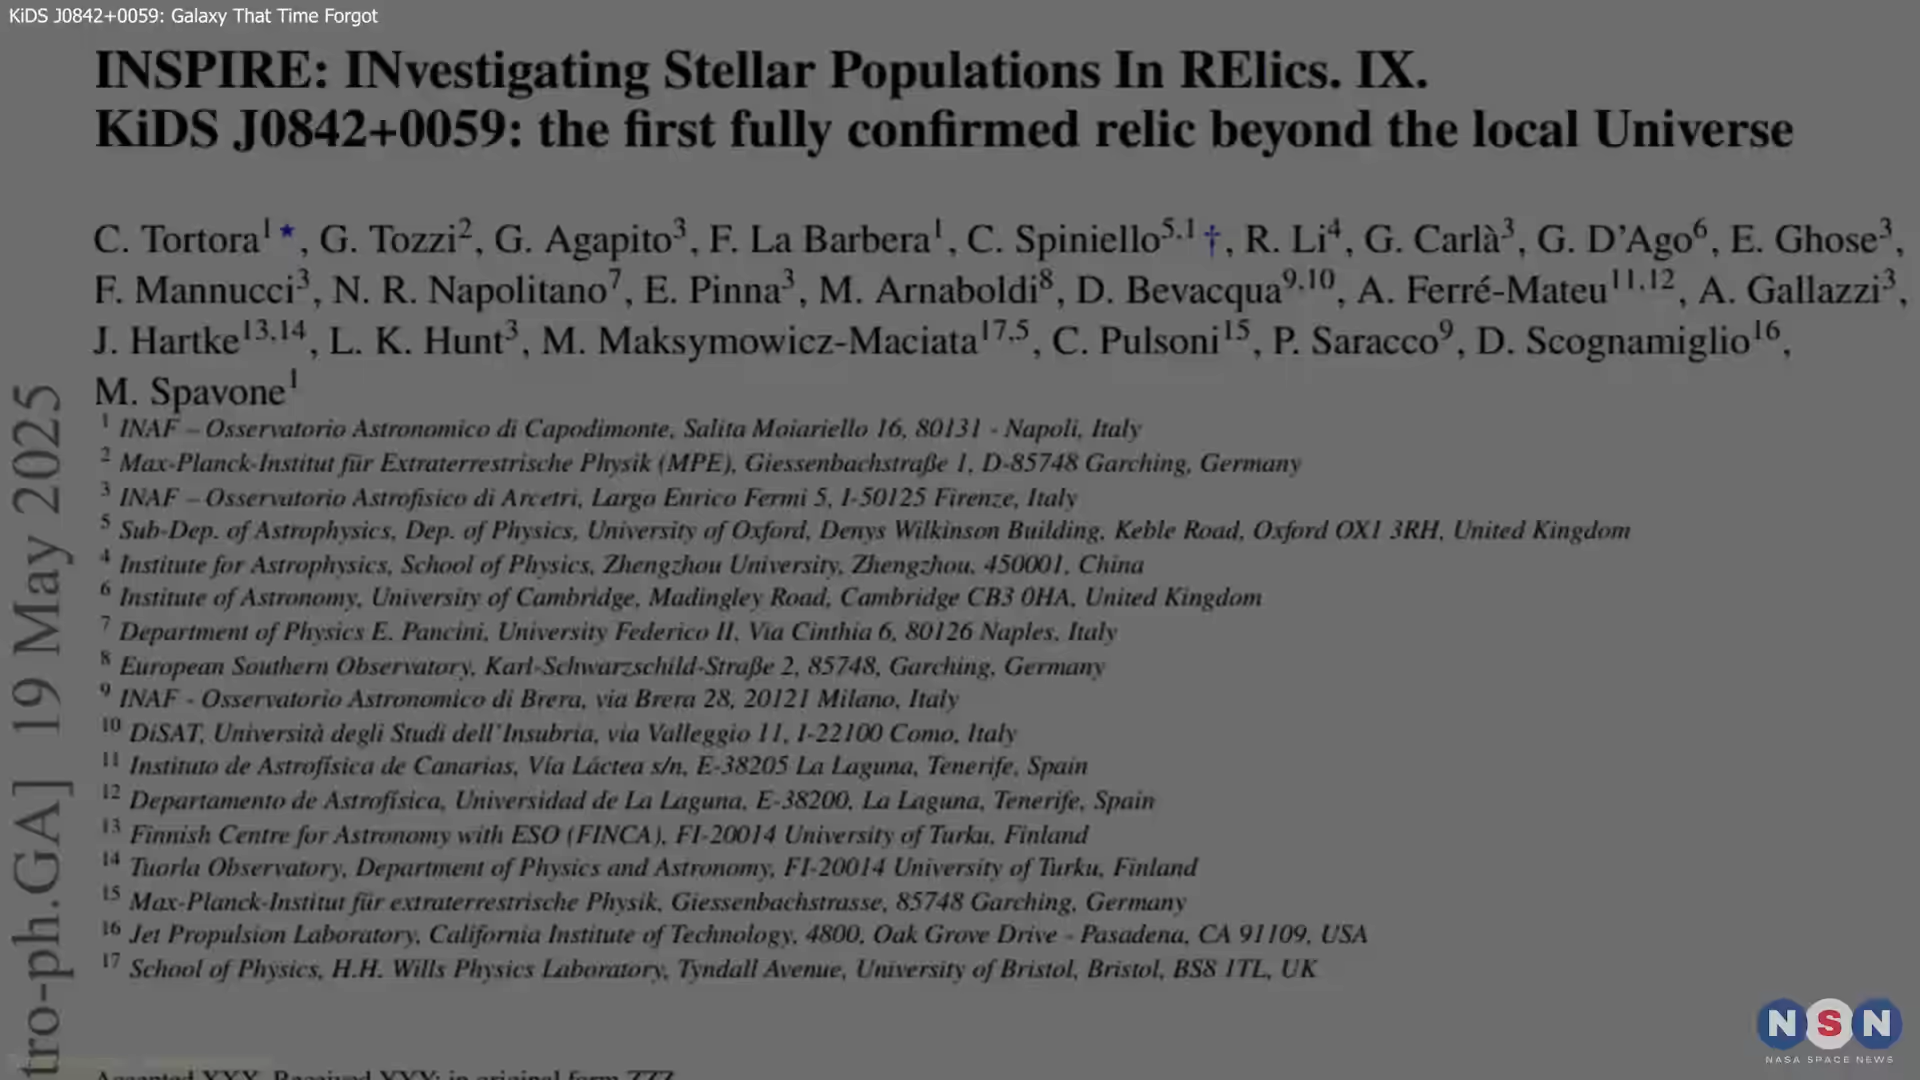 KiDS J0842+0059: Galaxy That Time Forgot
INSPIRE: INvestigating Stellar Populations In RElics. IX.
KiDS J0842+0059: the first fully confirmed relic beyond the local Universe
C. Tortora1⋆, G. Tozzi2, G. Agapito3, F. La Barbera1, C. Spiniello5,1†, R. Li4, G. Carlà3, G. D’Ago6, E. Ghose3,
F. Mannucci3, N. R. Napolitano7, E. Pinna3, M. Arnaboldi8, D. Bevacqua9,10, A. Ferré-Mateu11,12, A. Gallazzi3,
J. Hartke13,14, L. K. Hunt3, M. Maksymowicz-Maciata17,5, C. Pulsoni15, P. Saracco9, D. Scognamiglio16,
M. Spavone1
1 INAF – Osservatorio Astronomico di Capodimonte, Salita Moiariello 16, 80131 - Napoli, Italy
2 Max-Planck-Institut für Extraterrestrische Physik (MPE), Giessenbachstraße 1, D-85748 Garching, Germany
3 INAF – Osservatorio Astrofisico di Arcetri, Largo Enrico Fermi 5, I-50125 Firenze, Italy
5 Sub-Dep. of Astrophysics, Dep. of Physics, University of Oxford, Denys Wilkinson Building, Keble Road, Oxford OX1 3RH, United Kingdom
4 Institute for Astrophysics, School of Physics, Zhengzhou University, Zhengzhou, 450001, China
6 Institute of Astronomy, University of Cambridge, Madingley Road, Cambridge CB3 0HA, United Kingdom
7 Department of Physics E. Pancini, University Federico II, Via Cinthia 6, 80126 Naples, Italy
8 European Southern Observatory, Karl-Schwarzschild-Straße 2, 85748, Garching, Germany
9 INAF - Osservatorio Astronomico di Brera, via Brera 28, 20121 Milano, Italy
10 DiSAT, Università degli Studi dell’Insubria, via Valleggio 11, I-22100 Como, Italy
11 Instituto de Astrofísica de Canarias, Vía Láctea s/n, E-38205 La Laguna, Tenerife, Spain
12 Departamento de Astrofísica, Universidad de La Laguna, E-38200, La Laguna, Tenerife, Spain
13 Finnish Centre for Astronomy with ESO (FINCA), FI-20014 University of Turku, Finland
14 Tuorla Observatory, Department of Physics and Astronomy, FI-20014 University of Turku, Finland
15 Max-Planck-Institut für extraterrestrische Physik, Giessenbachstrasse, 85748 Garching, Germany
16 Jet Propulsion Laboratory, California Institute of Technology, 4800, Oak Grove Drive - Pasadena, CA 91109, USA
17 School of Physics, H.H. Wills Physics Laboratory, Tyndall Avenue, University of Bristol, Bristol, BS8 1TL, UK
tro-ph.GA] 19 May 2025
Accepted XXX. Received XXX; in original form ZZZ
NSN
NASA SPACE NEWS